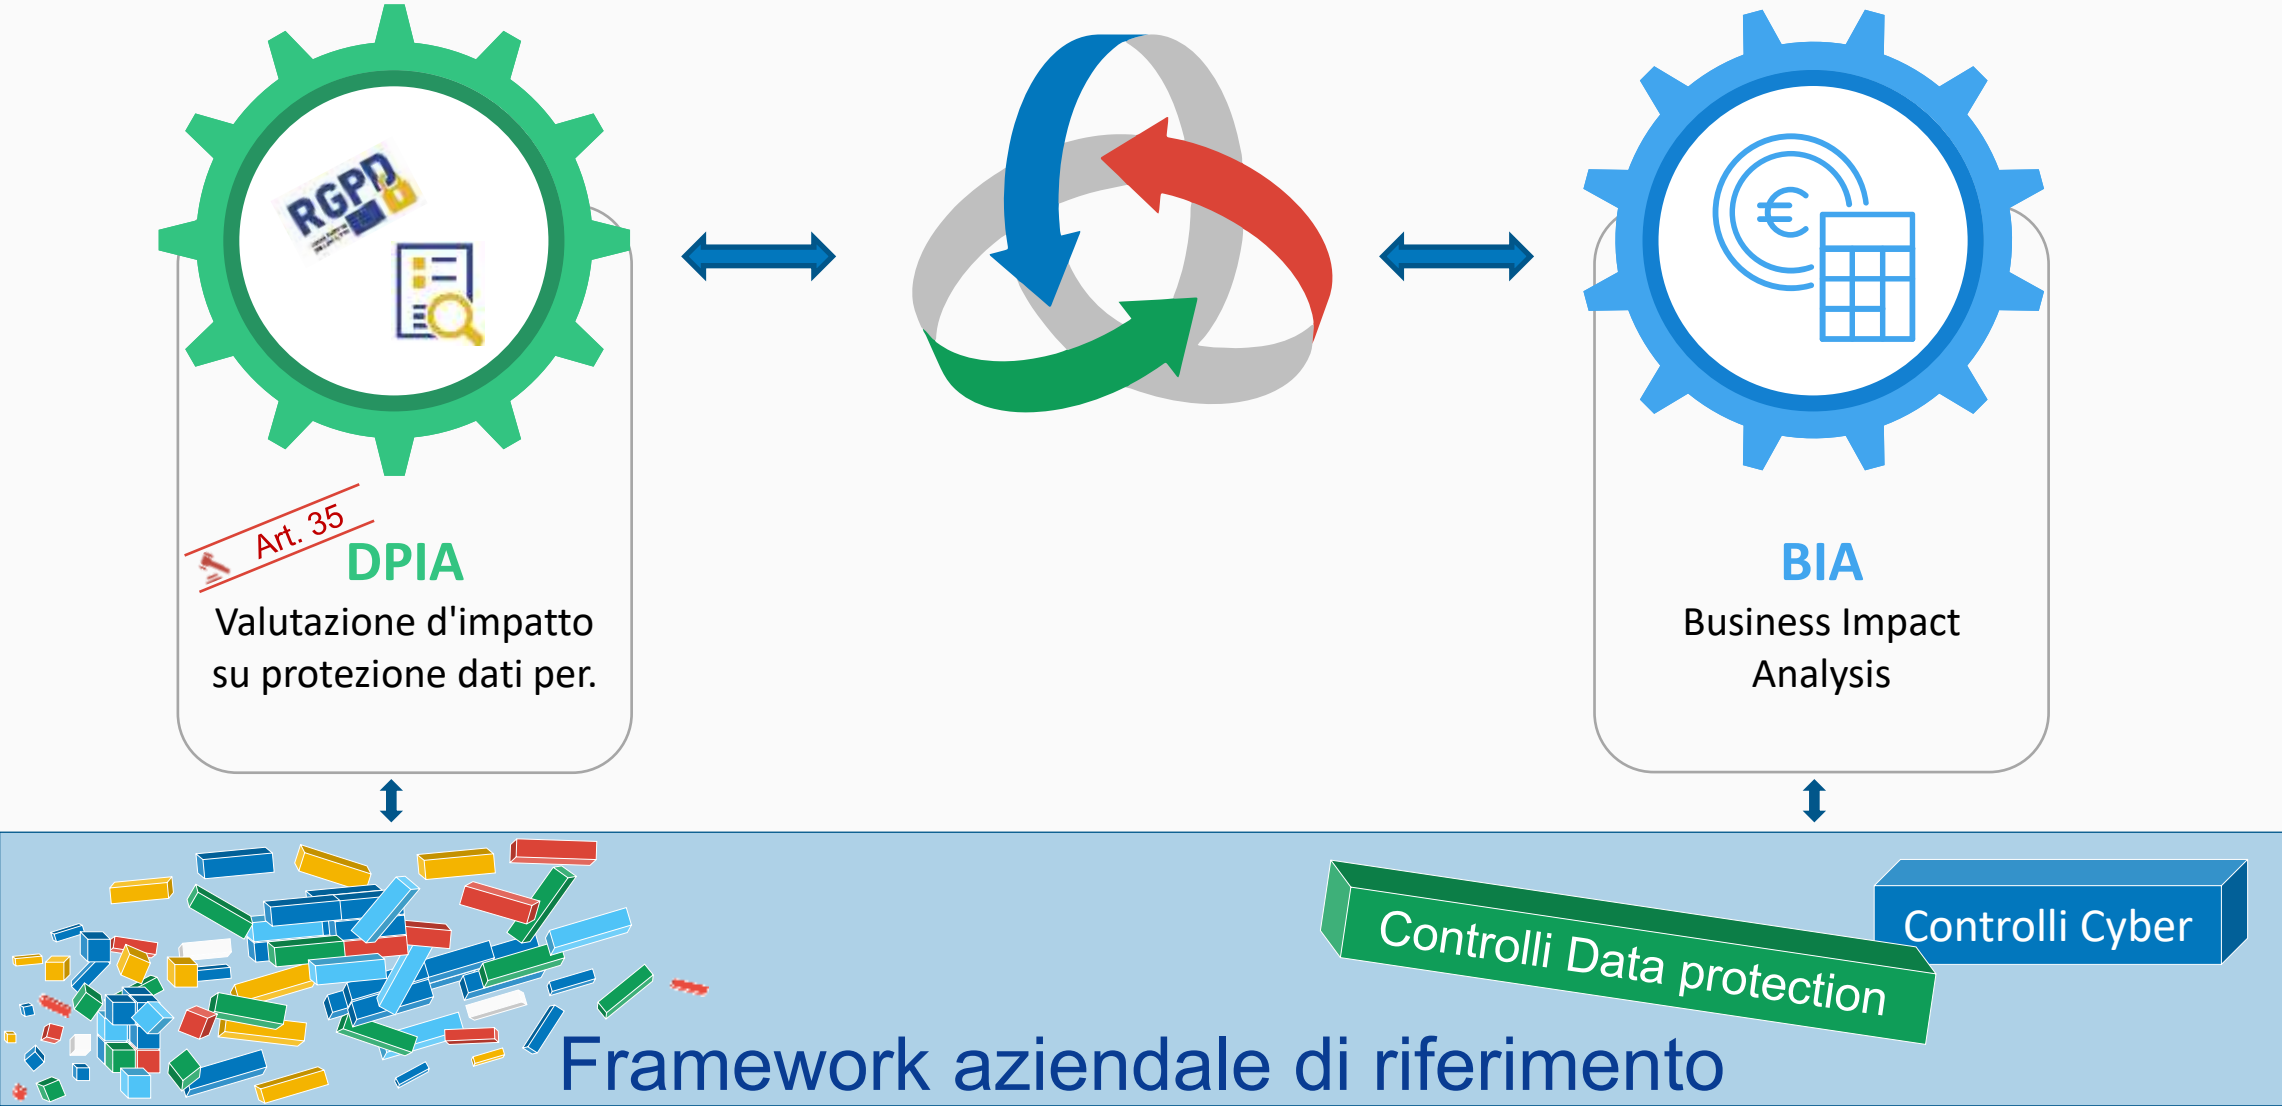 RGPD
Art. 35
DPIA
Valutazione d'impatto
su protezione dati per.
BIA
Business Impact
Analysis
Controlli Data protection
Controlli Cyber
Framework aziendale di riferimento